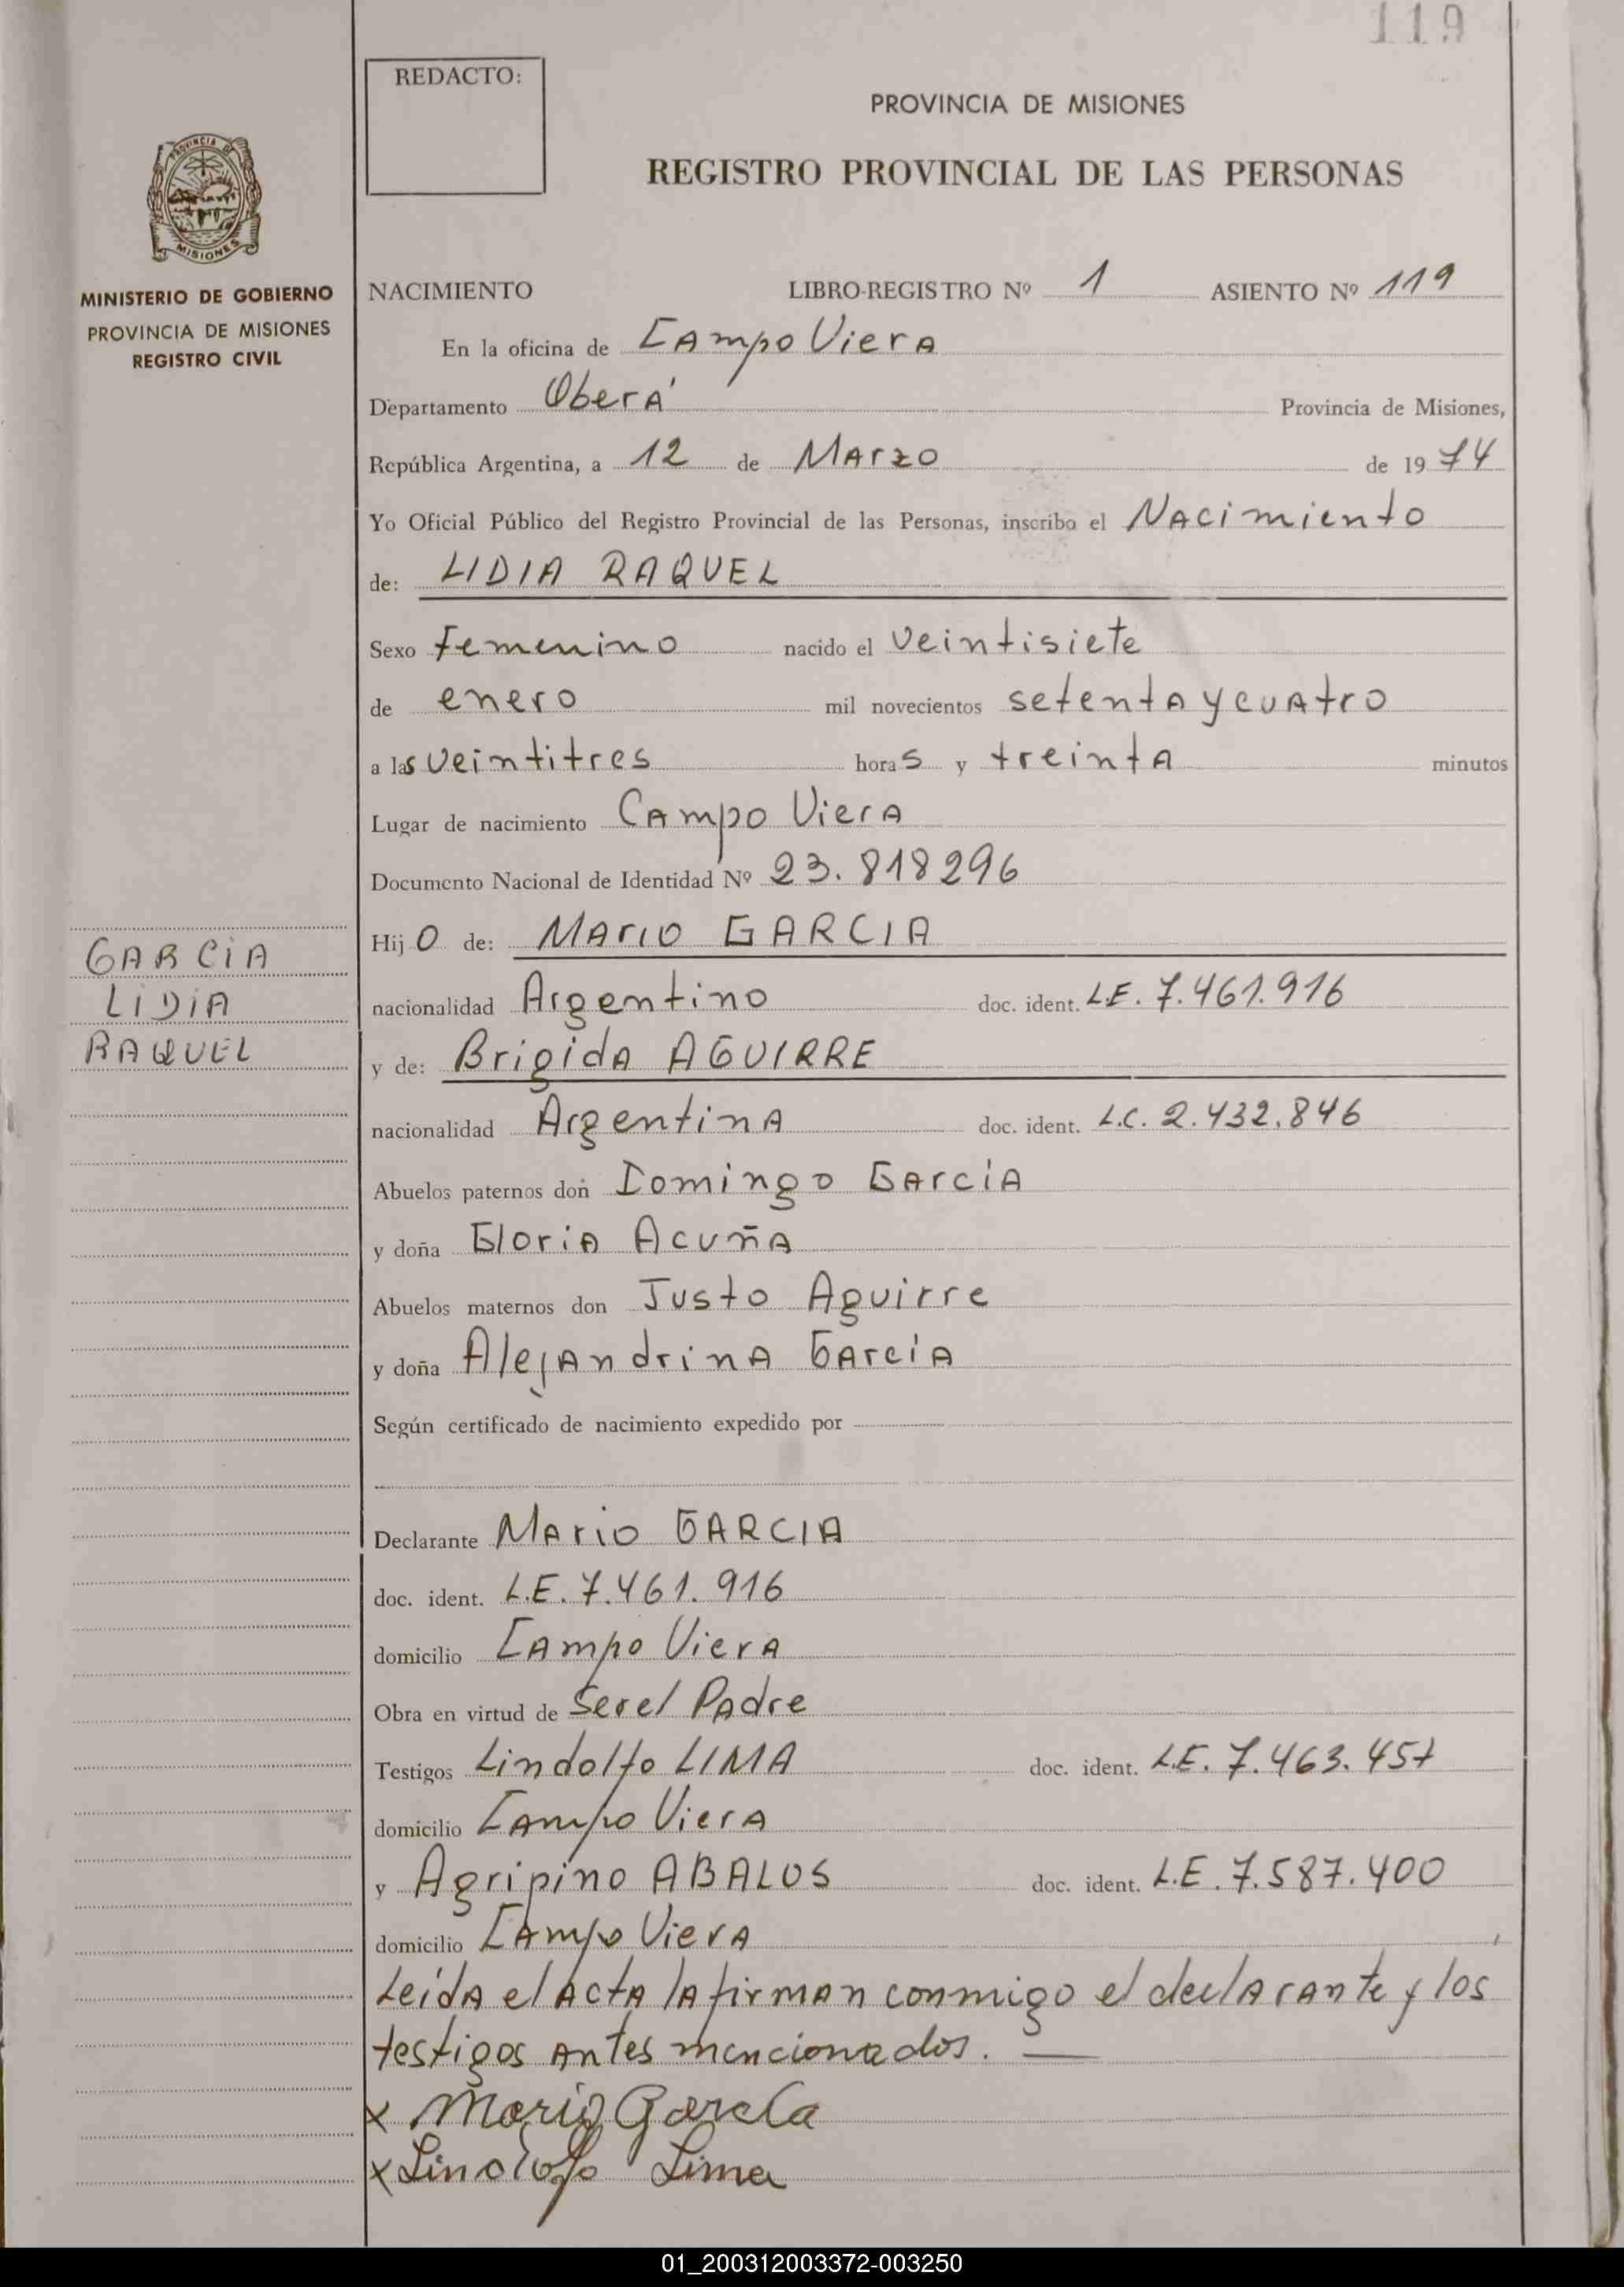 119
REDACTO:
PROVINCIA DE MISIONES
REGISTRO PROVINCIAL DE LAS PERSONAS
PROVINCIA DE
MISIONES
MINISTERIO DE GOBIERNO
PROVINCIA DE MISIONES
REGISTRO CIVIL
NACIMIENTO LIBRO-REGISTRO Nº 1 ASIENTO Nº 119
En la oficina de Campo Viera
Departamento Oberá Provincia de Misiones,
República Argentina, a 12 de Marzo de 1974
Yo Oficial Público del Registro Provincial de las Personas, inscribo el Nacimiento
de: LIDIA RAQUEL
Sexo Femenino nacido el veintisiete
de enero mil novecientos setenta y cuatro
a las veintitres horas y treinta minutos
Lugar de nacimiento Campo Viera
Documento Nacional de Identidad Nº 23.818296
Hijo de: Mario GARCIA
GARCIA
LIDIA
RAQUEL
nacionalidad Argentino doc. ident. L.E. 7.461.916
y de: Brigida AGUIRRE
nacionalidad Argentina doc. ident. L.C. 2.432.846
Abuelos paternos don Domingo García
y doña Gloria Acuña
Abuelos maternos don Justo Aguirre
y doña Alejandrina García
Según certificado de nacimiento expedido por
Declarante Mario GARCIA
doc. ident. L.E. 7.461.916
domicilio Campo Viera
Obra en virtud de Ser el Padre
Testigos Lindolfo LIMA doc. ident. L.E. 7.463.457
domicilio Campo Viera
y Agripino ABALOS doc. ident. L.E. 7.587.400
domicilio Campo Viera
Leída el acta la firman conmigo el declarante y los
testigos antes mencionados. —
x Mario Garcia
x Lindolfo Lima
01_200312003372-003250